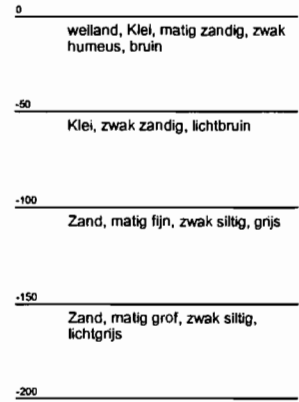 0
weiland, Klei, matig zandig, zwak
humeus, bruin
-50
Klei, zwak zandig, lichtbruin
-100
Zand, matig fijn, zwak siltig, grijs
-150
Zand, matig grof, zwak siltig,
lichtgrijs
-200